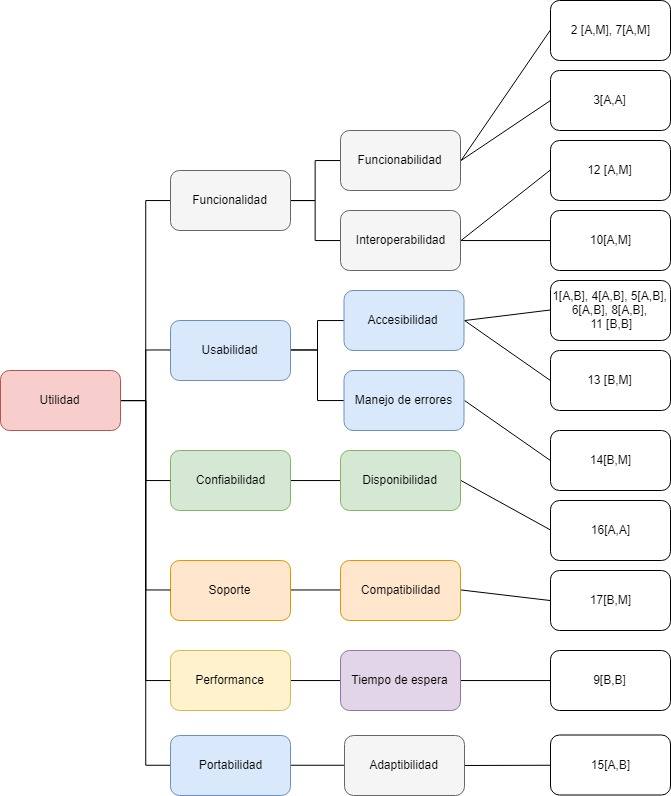 2 [A,M], 7[A,M]
3[A,A]
Funcionabilidad
12 [A,M]
Funcionalidad
Interoperabilidad
10[A,M]
1[A,B], 4[A,B], 5[A,B],
6[A,B], 8[A,B],
11 [B,B]
Accesibilidad
Usabilidad
13 [B,M]
Utilidad
Manejo de errores
14[B,M]
Confiabilidad
Disponibilidad
16[A,A]
Soporte
Compatibilidad
17[B,M]
Performance
Tiempo de espera
9[B,B]
Portabilidad
Adaptibilidad
15[A,B]